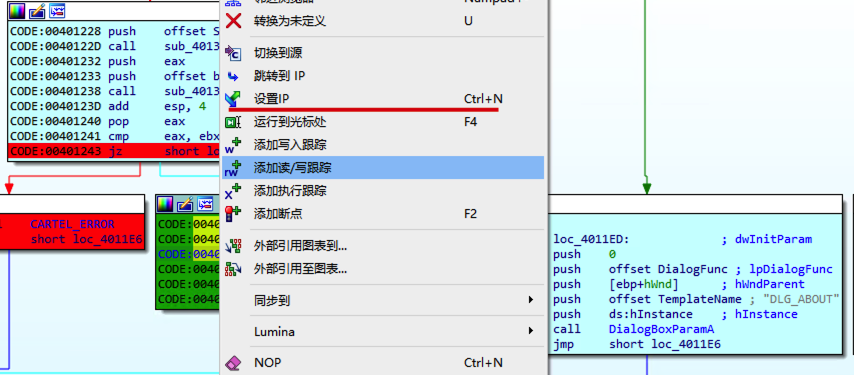 CODE:00401228 push offset S
CODE:0040122D call sub_4013
CODE:00401232 push eax
CODE:00401233 push offset b
CODE:00401238 call sub_4013
CODE:0040123D add esp, 4
CODE:00401240 pop eax
CODE:00401241 cmp eax, ebx
CODE:00401243 jz short loc
CARTEL_ERROR
short loc_4011E6
CODE:0040
CODE:0040
CODE:0040
CODE:0040
CODE:0040
CODE:0040
转换为未定义 U
切换到源
跳转到 IP
设置IP Ctrl+N
运行到光标处 F4
添加写入跟踪
添加读/写跟踪
添加执行跟踪
添加断点 F2
外部引用图表到...
外部引用至图表...
同步到
Lumina
NOP Ctrl+N
loc_4011ED: ; dwInitParam
push 0
push offset DialogFunc ; lpDialogFunc
push [ebp+hWnd] ; hWndParent
push offset TemplateName ; "DLG_ABOUT"
push ds:hInstance ; hInstance
call DialogBoxParamA
jmp short loc_4011E6